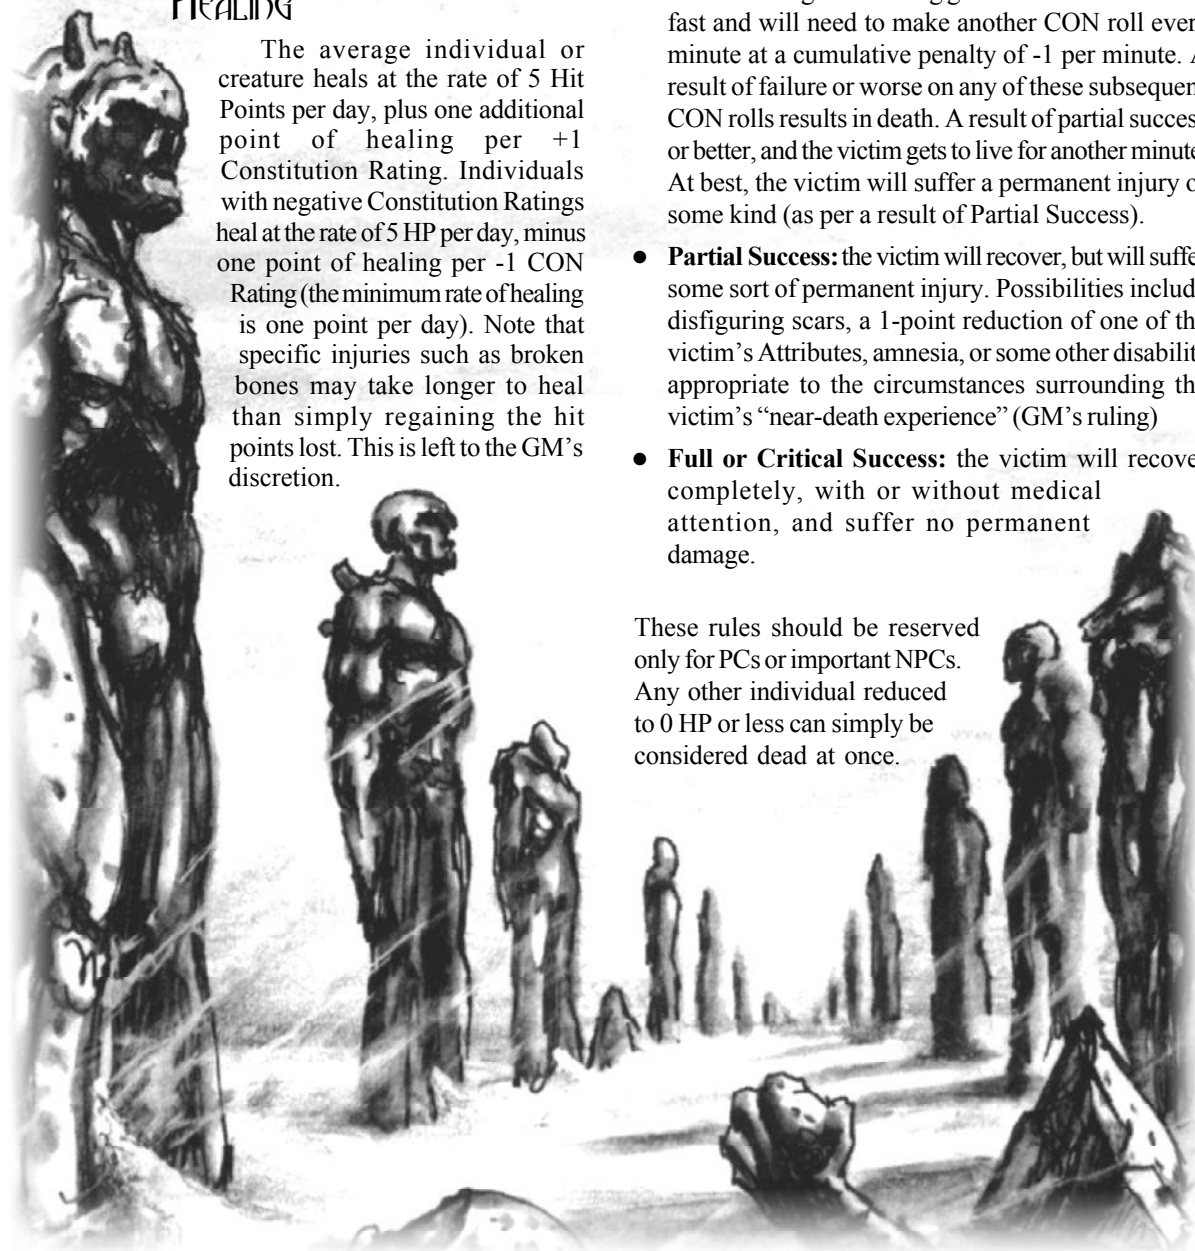 HEALING
The average individual or
creature heals at the rate of 5 Hit
Points per day, plus one additional
point of healing per +1
Constitution Rating. Individuals
with negative Constitution Ratings
heal at the rate of 5 HP per day, minus
one point of healing per -1 CON
Rating (the minimum rate of healing
is one point per day). Note that
specific injuries such as broken
bones may take longer to heal
than simply regaining the hit
points lost. This is left to the GM's
discretion.
fast and will need to make another CON roll ever
minute at a cumulative penalty of -1 per minute. A
result of failure or worse on any of these subsequen
CON rolls results in death. A result of partial succes
or better, and the victim gets to live for another minute
At best, the victim will suffer a permanent injury o
some kind (as per a result of Partial Success).
● Partial Success: the victim will recover, but will suffe
some sort of permanent injury. Possibilities includ
disfiguring scars, a 1-point reduction of one of th
victim's Attributes, amnesia, or some other disabilit
appropriate to the circumstances surrounding th
victim's “near-death experience” (GM's ruling)
● Full or Critical Success: the victim will recove
completely, with or without medical
attention, and suffer no permanent
damage.
These rules should be reserved
only for PCs or important NPCs.
Any other individual reduced
to 0 HP or less can simply be
considered dead at once.